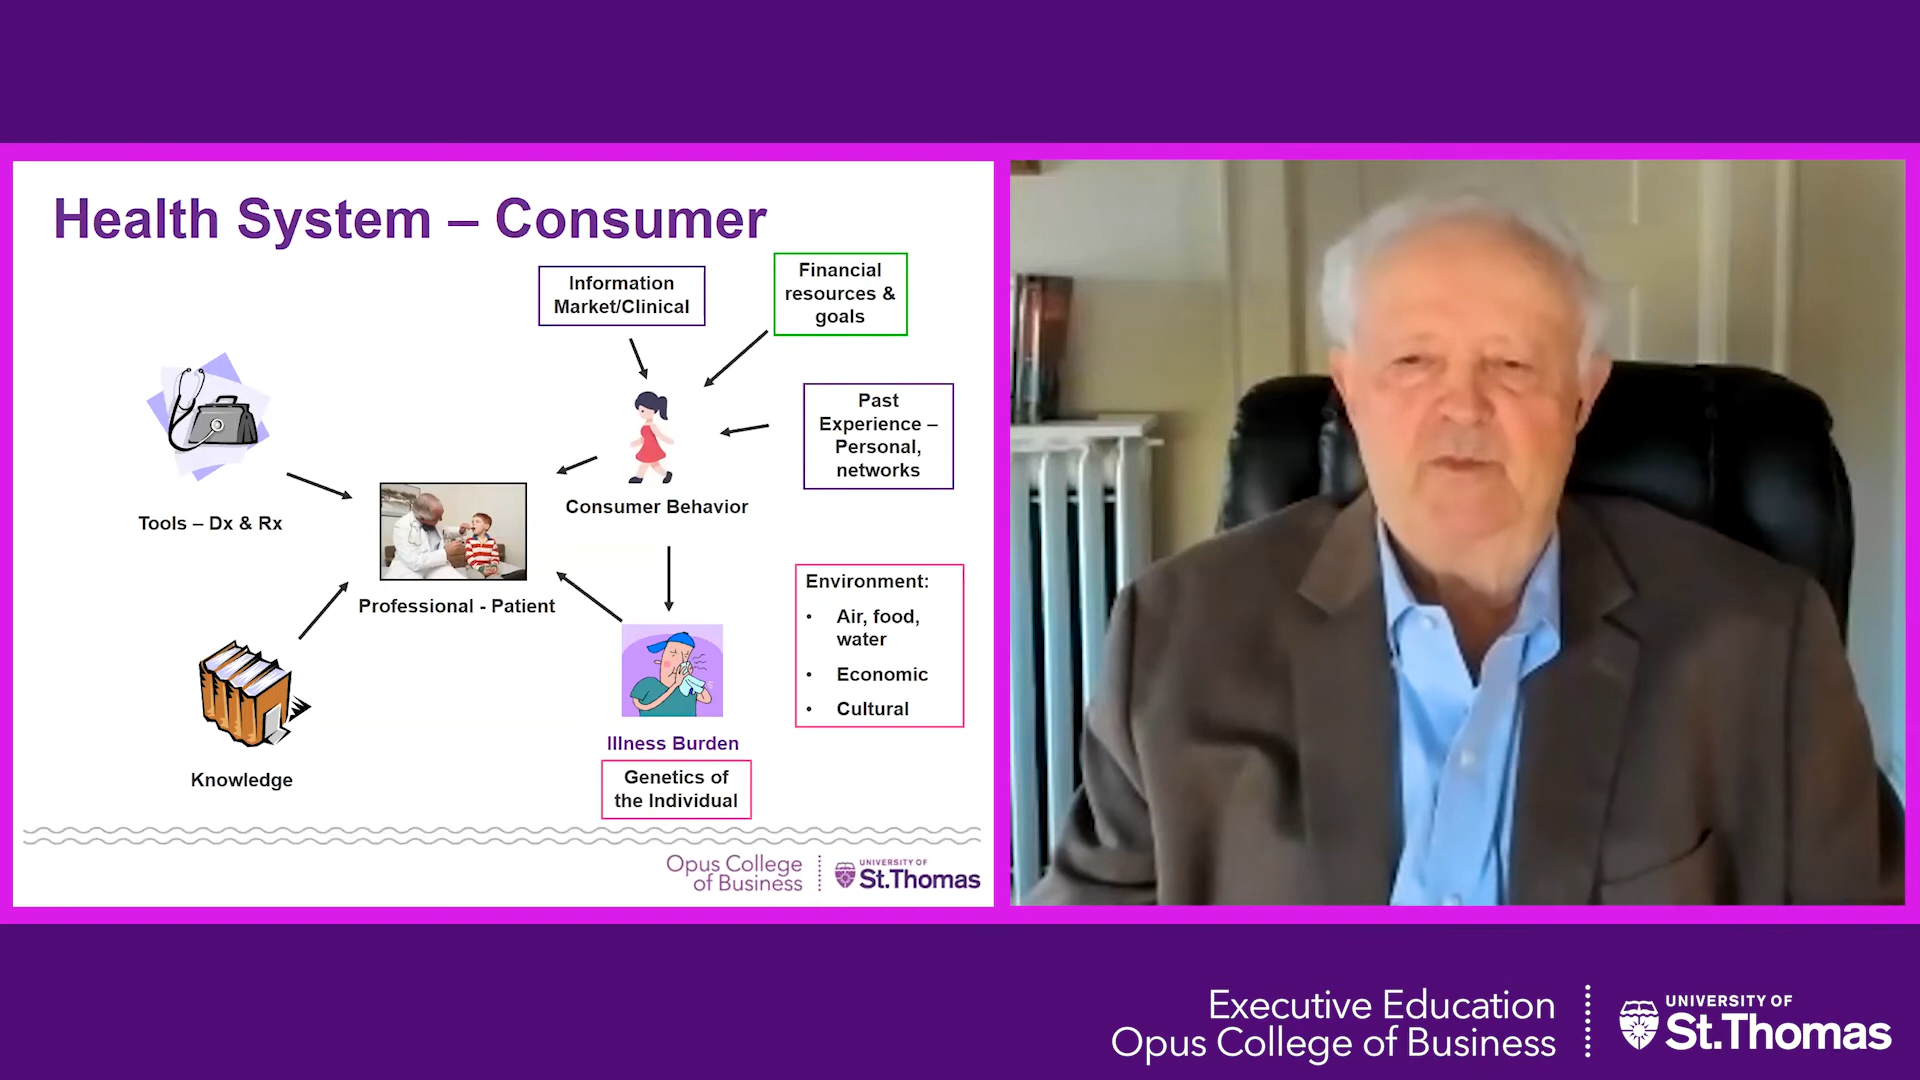 Health System – Consumer
Information
Market/Clinical
Financial
resources &
goals
Past
Experience –
Personal,
networks
Consumer Behavior
Tools – Dx & Rx
Professional - Patient
Environment:
• Air, food,
water
• Economic
• Cultural
Knowledge
Illness Burden
Genetics of
the Individual
Opus College
of Business
UNIVERSITY OF
St.Thomas
Executive Education
Opus College of Business
UNIVERSITY OF
St.Thomas